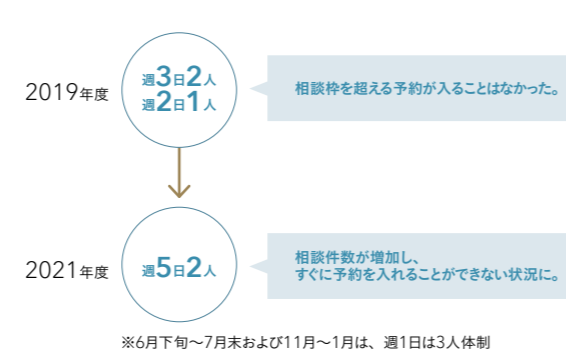 2019年度
週3日2人
週2日1人
相談枠を超える予約が入ることはなかった。
2021年度
週5日2人
相談件数が増加し、
すぐに予約を入れることができない状況に。
※6月下旬〜7月末および11月〜1月は、週1日は3人体制